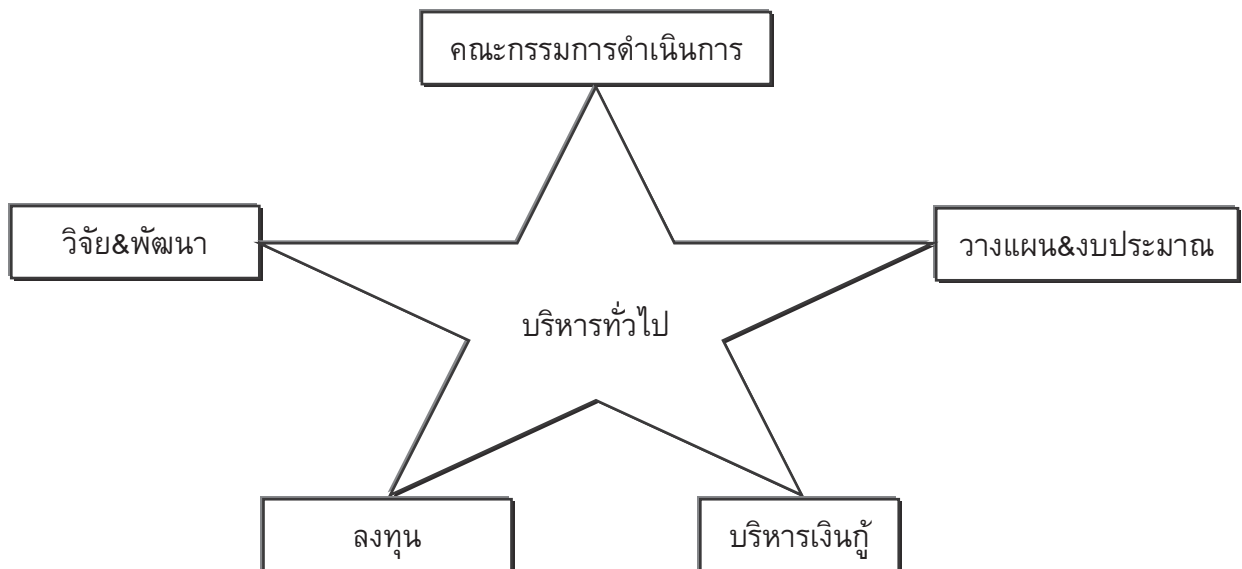 คณะกรรมการดำเนินการ
วิจัย&พัฒนา
วางแผน&งบประมาณ
บริหารทั่วไป
ลงทุน
บริหารเงินกู้